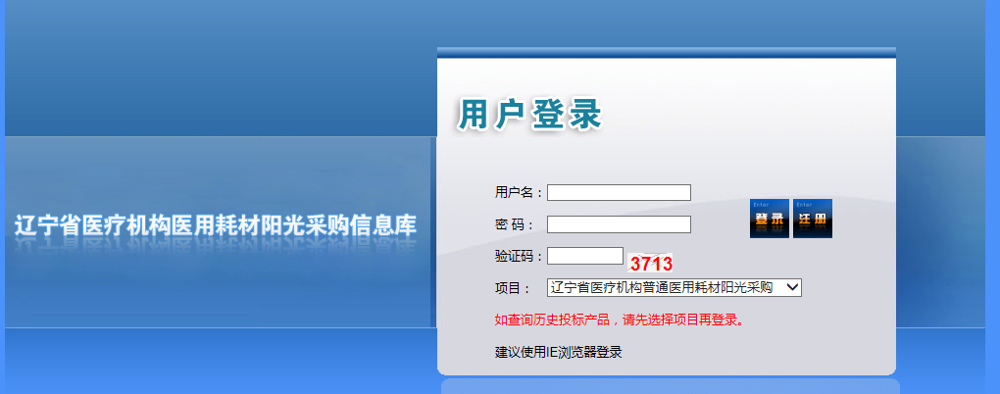 用户登录
辽宁省医疗机构医用耗材阳光采购信息库
用户名：
密 码：
Enter 登录 Enter 注册
验证码： 3713
项目： 辽宁省医疗机构普通医用耗材阳光采购
如查询历史投标产品，请先选择项目再登录。
建议使用IE浏览器登录